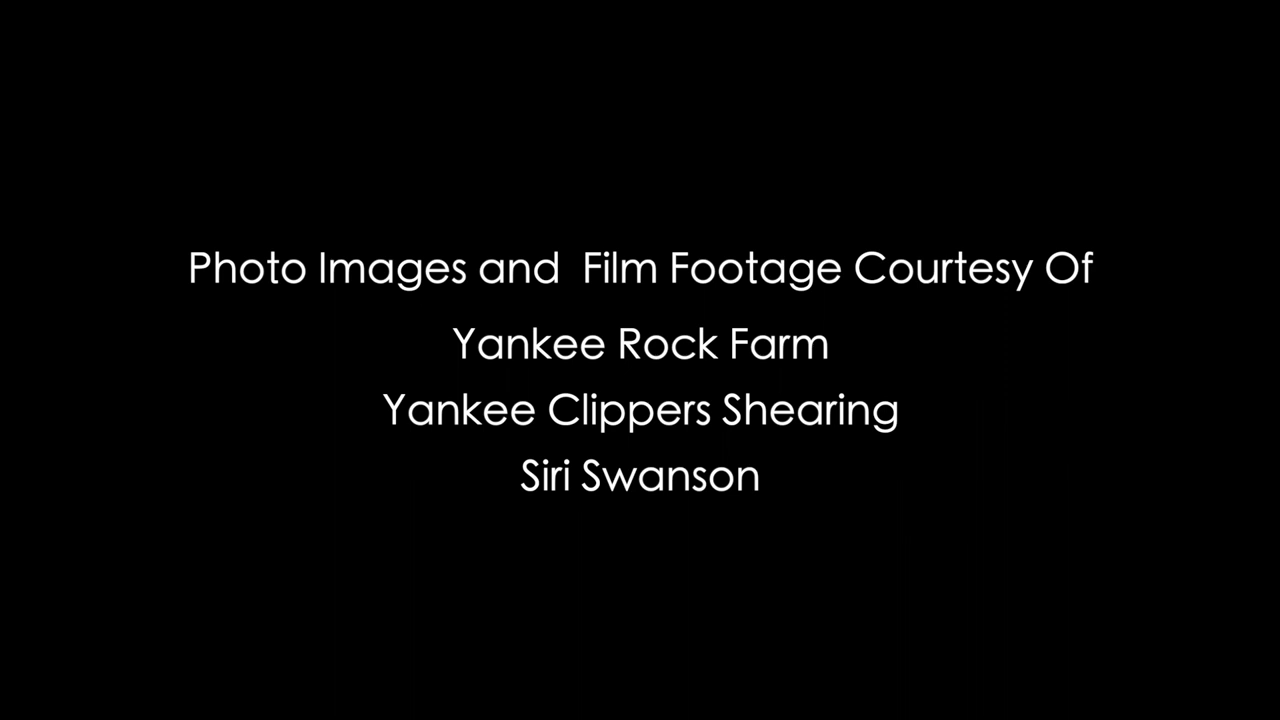 Photo Images and  Film Footage Courtesy Of
Yankee Rock Farm
Yankee Clippers Shearing
Siri Swanson